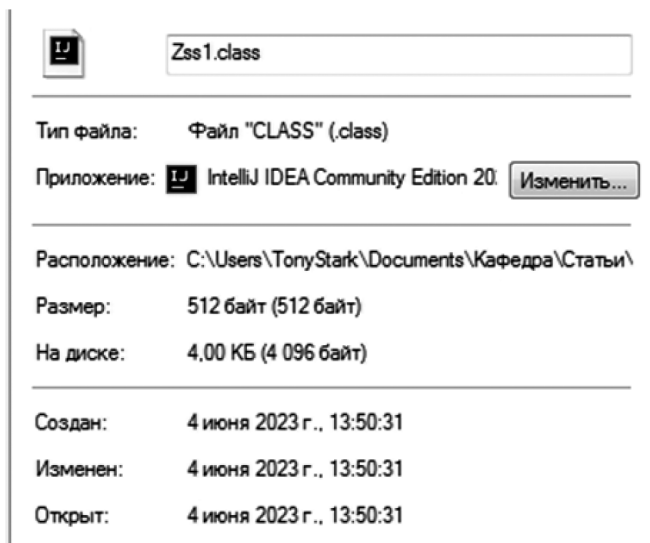 IJ
Zss1.class
Тип файла: Файл "CLASS" (.class)
Приложение: IJ IntelliJ IDEA Community Edition 20 Изменить...
Расположение: C:\Users\TonyStark\Documents\Кафедра\Статьи\
Размер: 512 байт (512 байт)
На диске: 4,00 КБ (4 096 байт)
Создан: 4 июня 2023 г., 13:50:31
Изменен: 4 июня 2023 г., 13:50:31
Открыт: 4 июня 2023 г., 13:50:31